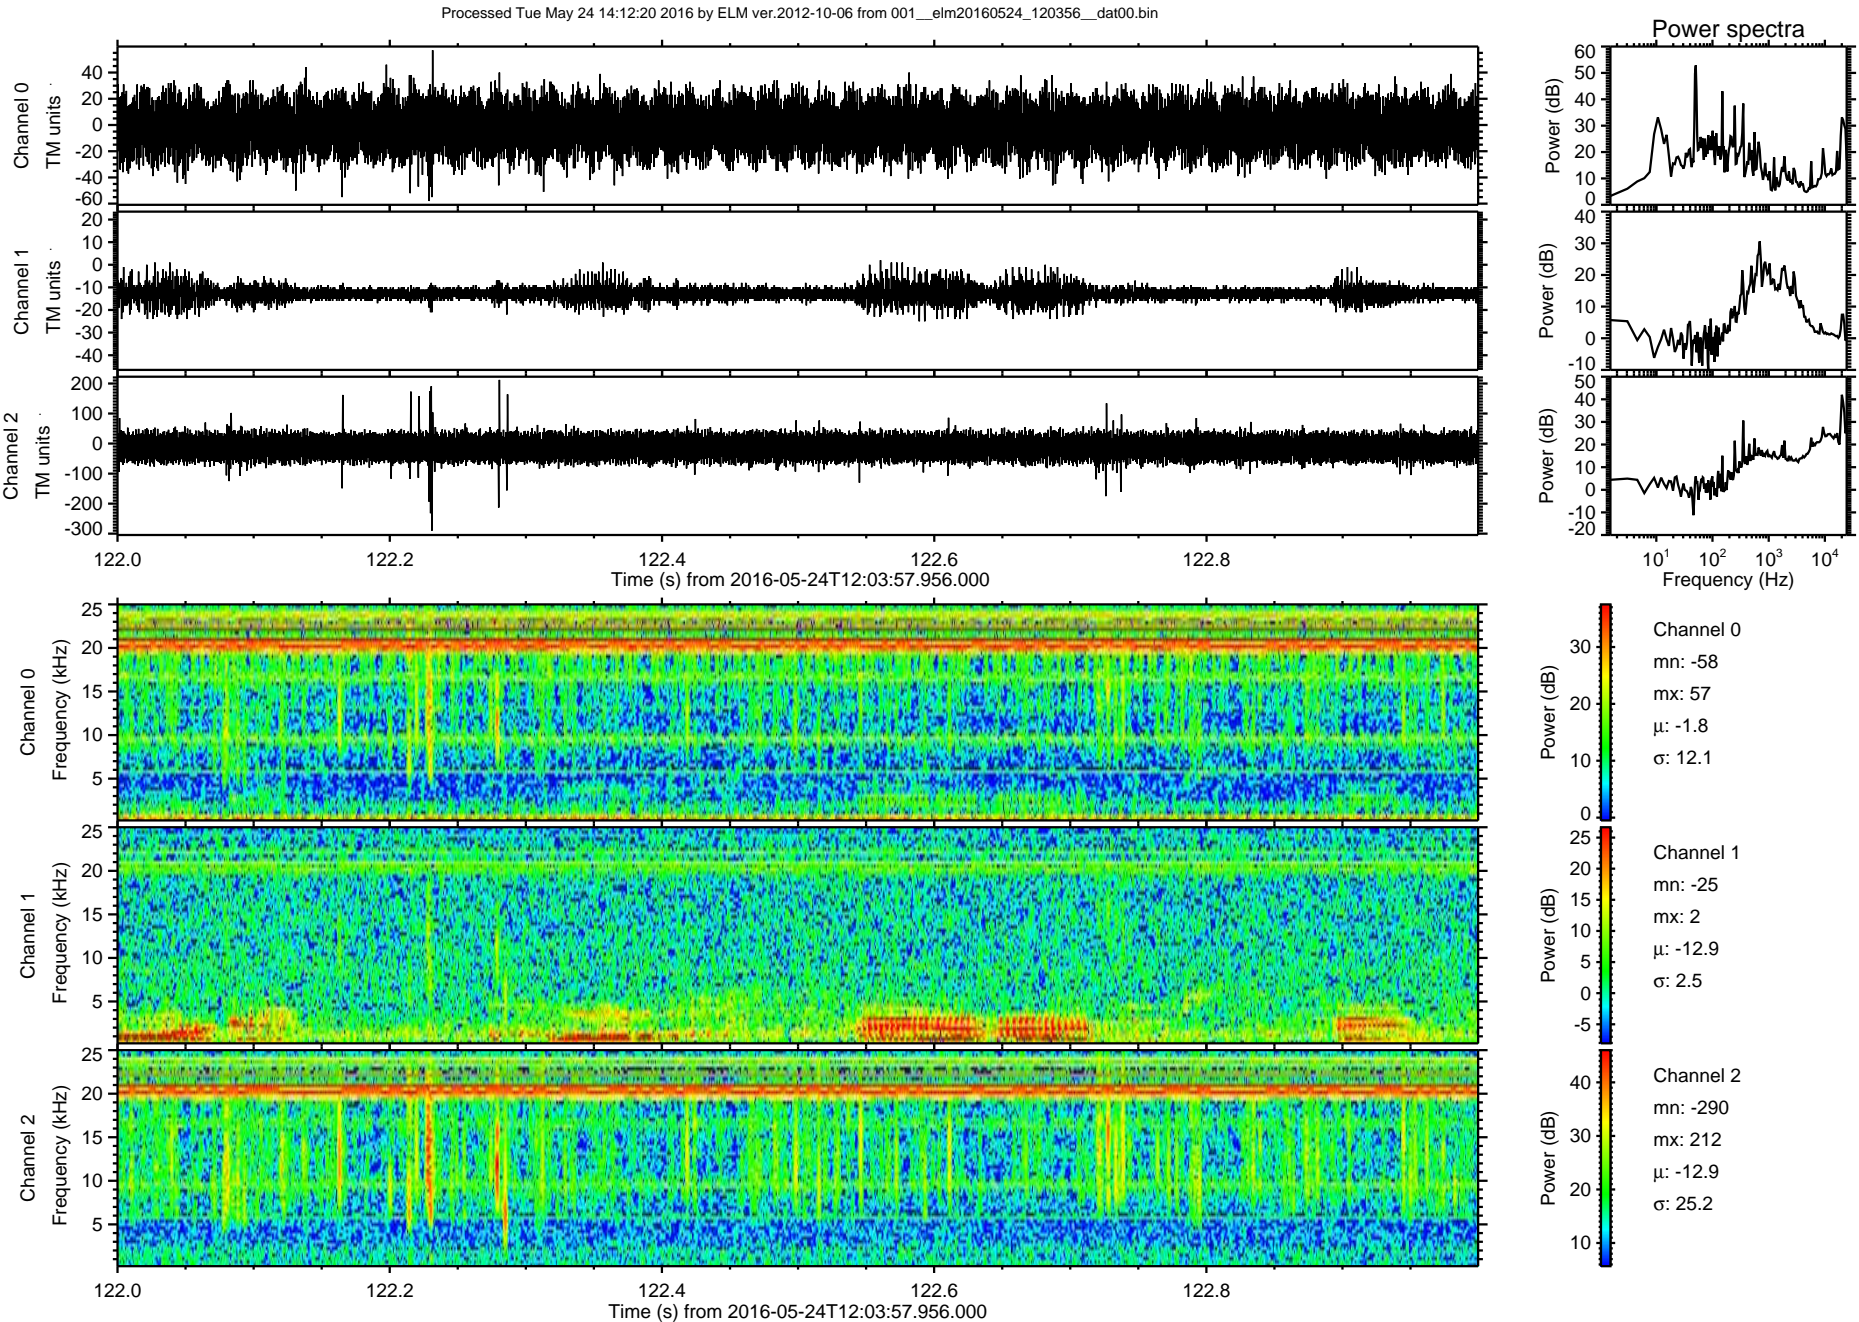 Processed Tue May 24 14:12:20 2016 by ELM ver.2012-10-06 from 001__elm20160524_120356__dat00.bin
Power spectra
Channel 0
TM units
40
20
0
-20
-40
-60
Power (dB)
60
50
40
30
20
10
0
Channel 1
TM units
20
10
0
-10
-20
-30
-40
Power (dB)
40
30
20
10
0
-10
Channel 2
TM units
200
100
0
-100
-200
-300
Power (dB)
50
40
30
20
10
0
-10
-20
122.0 122.2 122.4 122.6 122.8
Time (s) from 2016-05-24T12:03:57.956.000
10¹ 10² 10³ 10⁴
Frequency (Hz)
Channel 0
Frequency (kHz)
25
20
15
10
5
Power (dB)
30
20
10
0
Channel 0
mn: -58
mx: 57
μ: -1.8
σ: 12.1
Channel 1
Frequency (kHz)
25
20
15
10
5
Power (dB)
25
20
15
10
5
0
-5
Channel 1
mn: -25
mx: 2
μ: -12.9
σ: 2.5
Channel 2
Frequency (kHz)
25
20
15
10
5
Power (dB)
40
30
20
10
Channel 2
mn: -290
mx: 212
μ: -12.9
σ: 25.2
122.0 122.2 122.4 122.6 122.8
Time (s) from 2016-05-24T12:03:57.956.000